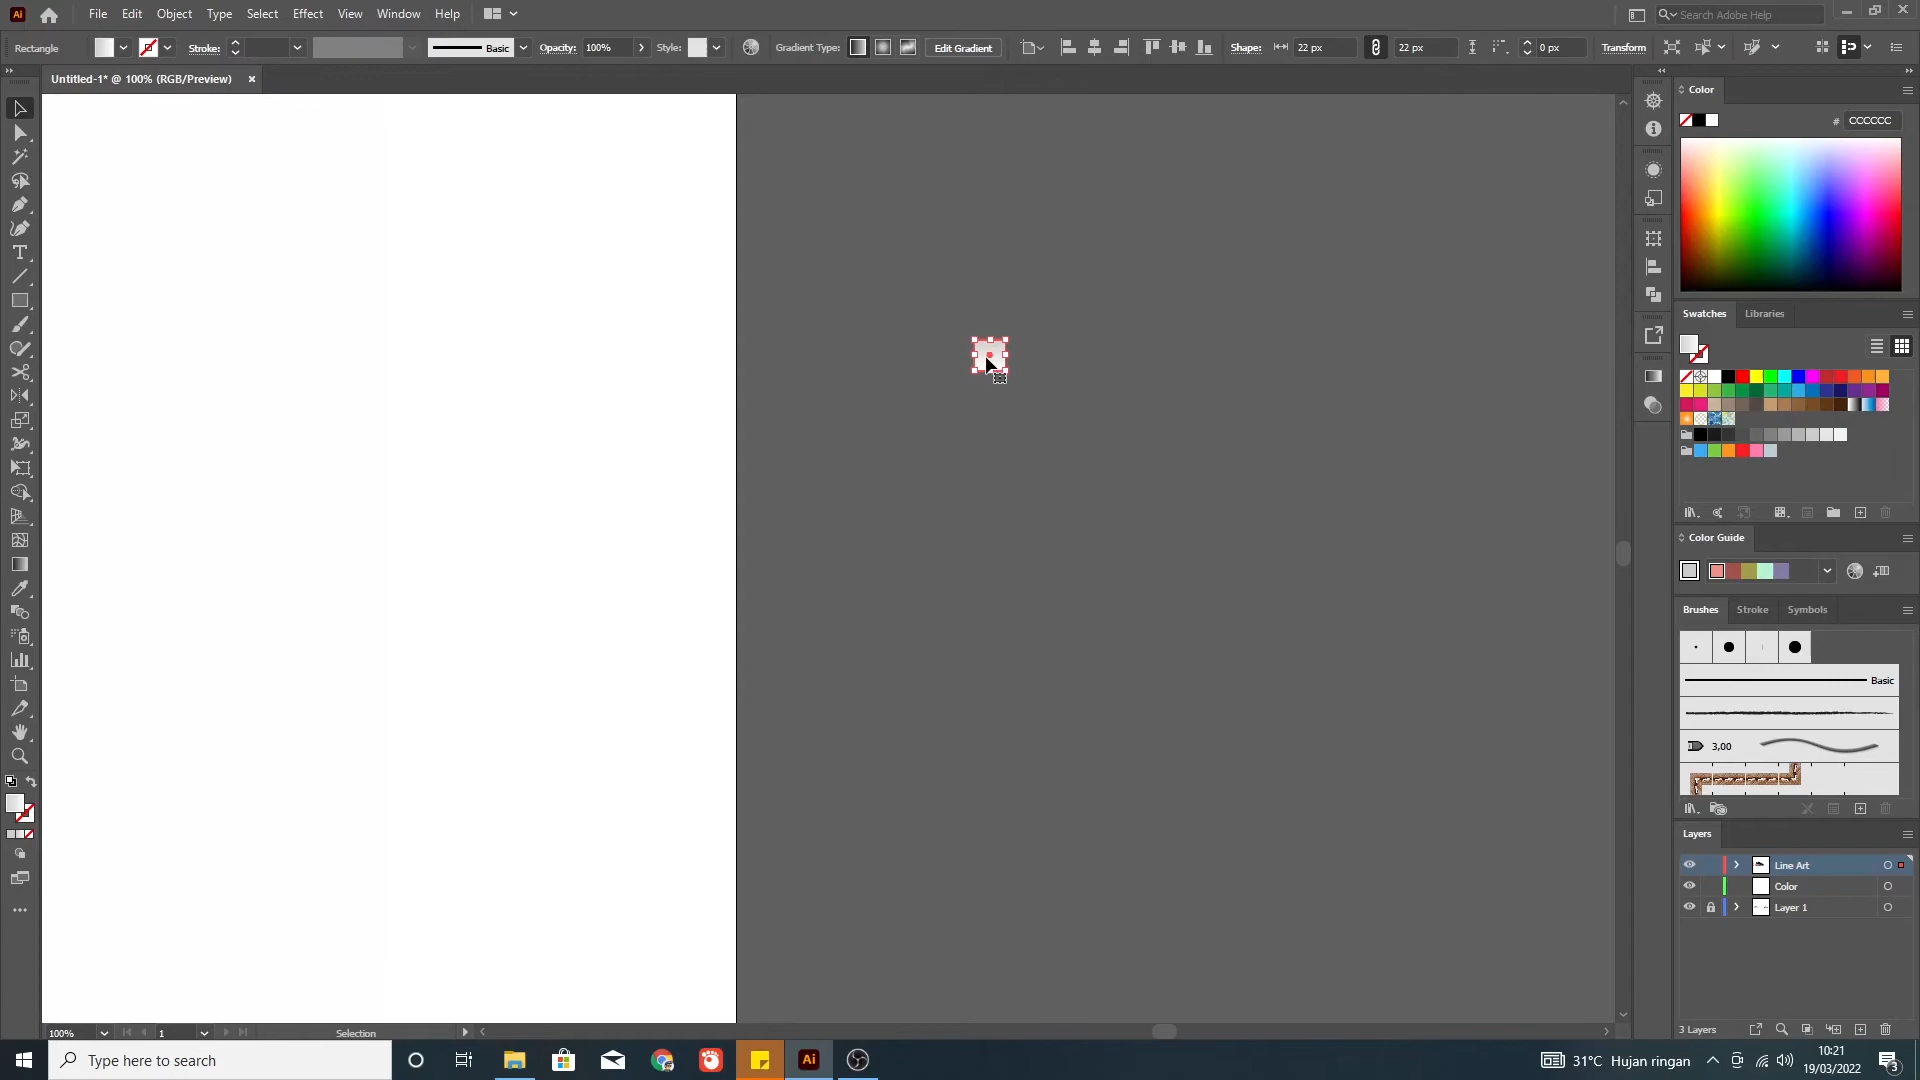 Ai File Edit Object Type Select Effect View Window Help Search Adobe Help
Rectangle Stroke: Basic Opacity: 100% Style: Gradient Type: Edit Gradient Shape: 22 px 22 px 0 px Transform
Untitled-1* @ 100% (RGB/Preview) ×
Color
# CCCCCC
Swatches Libraries
Color Guide
Brushes Stroke Symbols
Basic
3,00
Layers
Line Art
Color
Layer 1
3 Layers
100% 1 Selection
Type here to search
Ai
31°C Hujan ringan
10:21
19/03/2022
3